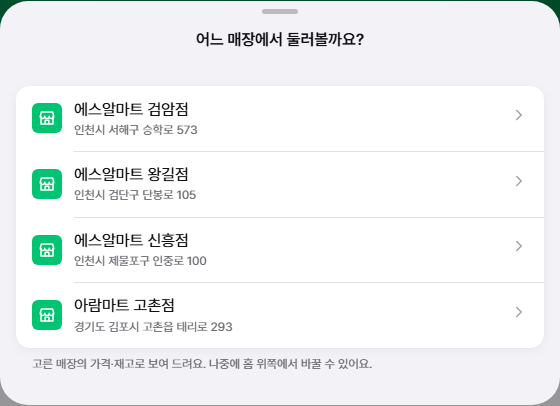 어느 매장에서 둘러볼까요?
에스알마트 검암점
인천시 서해구 승학로 573
에스알마트 왕길점
인천시 검단구 단봉로 105
에스알마트 신흥점
인천시 제물포구 인중로 100
아람마트 고촌점
경기도 김포시 고촌읍 태리로 293
고른 매장의 가격·재고로 보여 드려요. 나중에 홈 위쪽에서 바꿀 수 있어요.